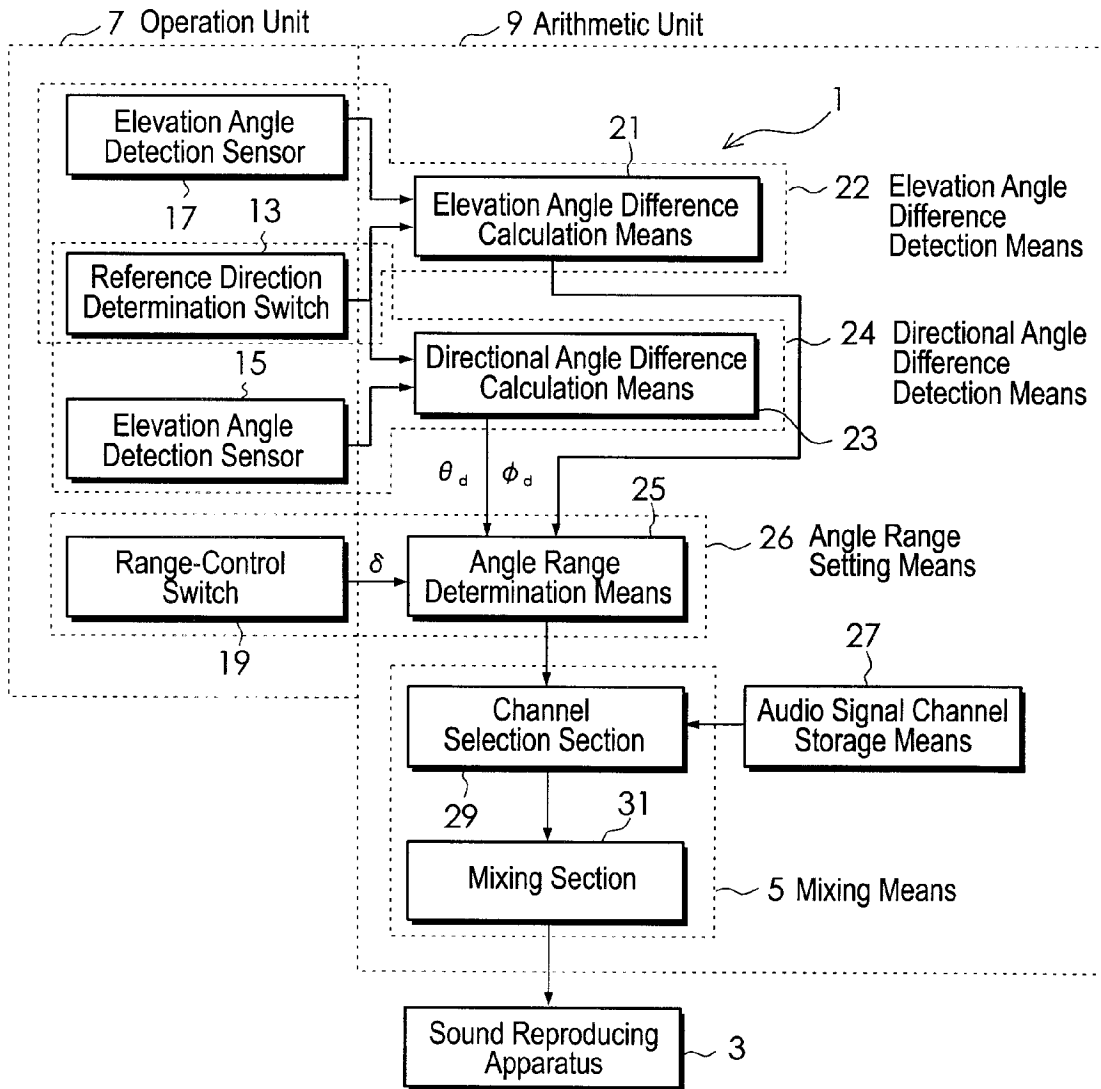 7 Operation Unit
9 Arithmetic Unit
1
Elevation Angle
Detection Sensor
17
21
Elevation Angle Difference
Calculation Means
22 Elevation Angle
Difference
Detection Means
13
Reference Direction
Determination Switch
Directional Angle Difference
Calculation Means
23
24 Directional Angle
Difference
Detection Means
15
Elevation Angle
Detection Sensor
θd
ϕd
25
Range-Control
Switch
19
δ
Angle Range
Determination Means
26 Angle Range
Setting Means
27
Channel
Selection Section
29
Audio Signal Channel
Storage Means
31
Mixing Section
5 Mixing Means
Sound Reproducing
Apparatus
3